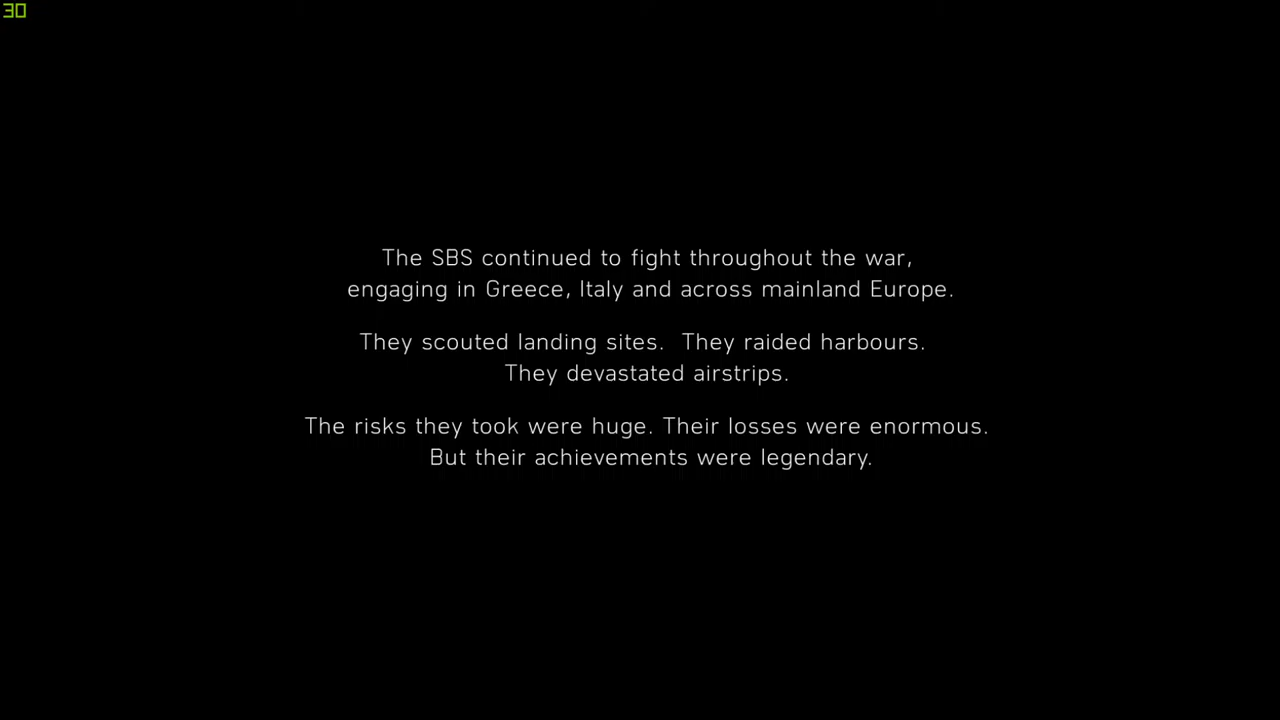 30
The SBS continued to fight throughout the war,
engaging in Greece, Italy and across mainland Europe.
They scouted landing sites.  They raided harbours.
They devastated airstrips.
The risks they took were huge. Their losses were enormous.
But their achievements were legendary.